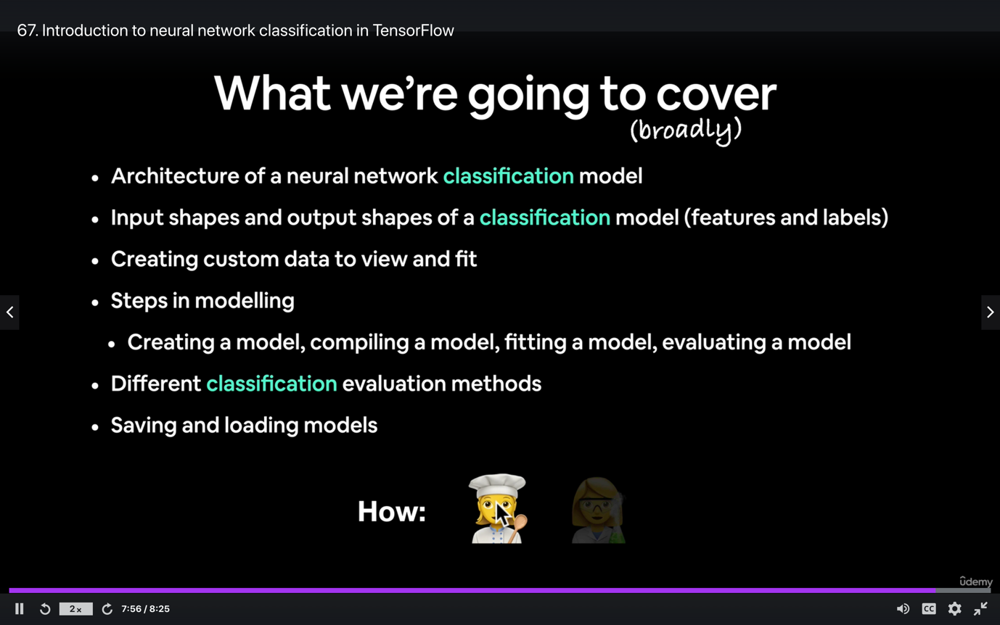 67. Introduction to neural network classification in TensorFlow
What we're going to cover
(broadly)
• Architecture of a neural network classification model
• Input shapes and output shapes of a classification model (features and labels)
• Creating custom data to view and fit
• Steps in modelling
• Creating a model, compiling a model, fitting a model, evaluating a model
• Different classification evaluation methods
• Saving and loading models
How:
ûdemy
2x 7:56 / 8:25 CC